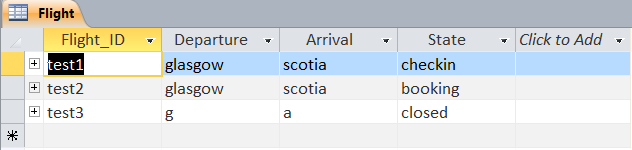 Flight
Flight_ID Departure Arrival State Click to Add
test1 glasgow scotia checkin
test2 glasgow scotia booking
test3 g a closed